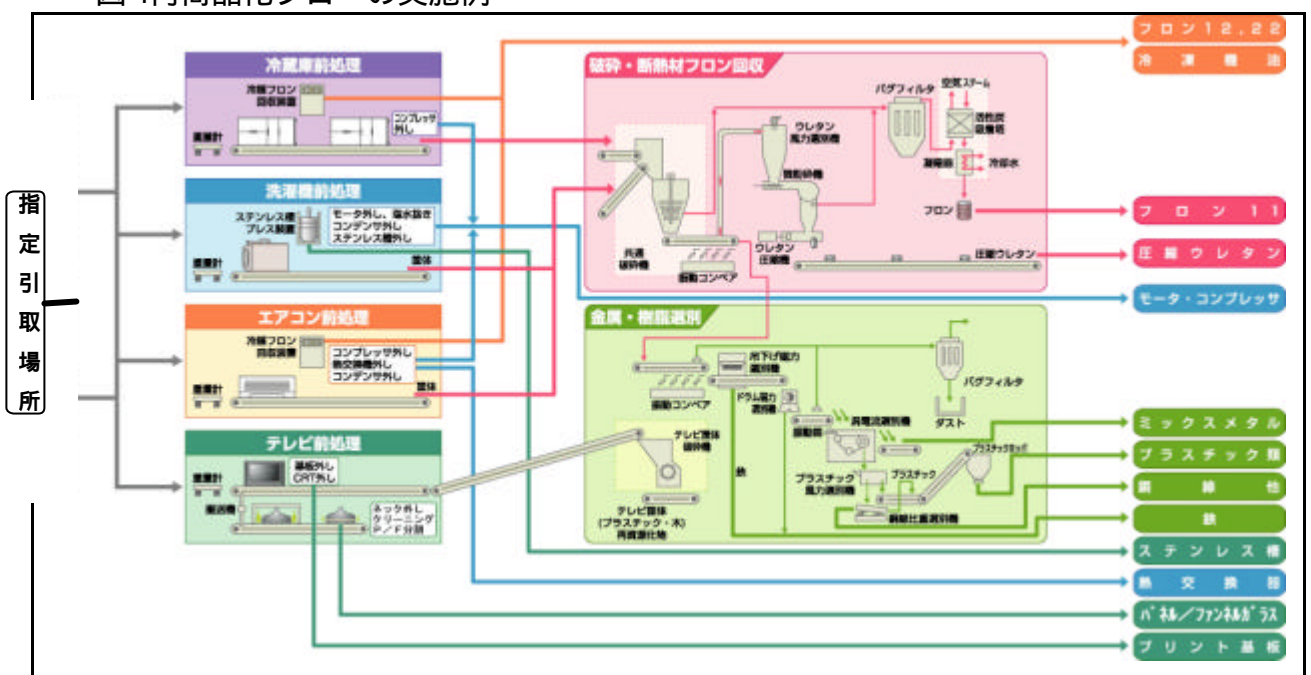 指定引取場所
冷蔵庫前処理
冷媒フロン
回収装置
コンプレッサ
外し
重量計
洗濯機前処理
ステンレス槽
プレス装置
モータ外し、塩水抜き
コンデンサ外し
ステンレス槽外し
重量計
筐体
エアコン前処理
冷媒フロン
回収装置
コンプレッサ外し
熱交換機外し
コンデンサ外し
重量計
筐体
テレビ前処理
重量計
基板外し
CRT外し
搬送機
ネック外し
クリーニング
P/F分割
破砕・断熱材フロン回収
共通
破砕機
振動コンベア
ウレタン
風力選別機
微粉砕機
ウレタン
圧縮機
バグフィルタ
空気 スチーム
活性炭
吸着塔
凝縮器
冷却水
フロン
圧縮ウレタン
金属・樹脂選別
振動コンベア
吊下げ磁力
選別機
ドラム磁力
選別機
振動篩
渦電流選別機
バグフィルタ
ダスト
テレビ筐体
破砕機
テレビ筐体
(プラスチック・木)
再資源化他
鉄
プラスチック
風力選別機
プラスチック
銅線比重選別機
フロン12,22
冷凍機油
フロン11
圧縮ウレタン
モータ・コンプレッサ
ミックスメタル
プラスチック類
銅線他
鉄
ステンレス槽
熱交換器
パネル/ファンネルガラス
プリント基板